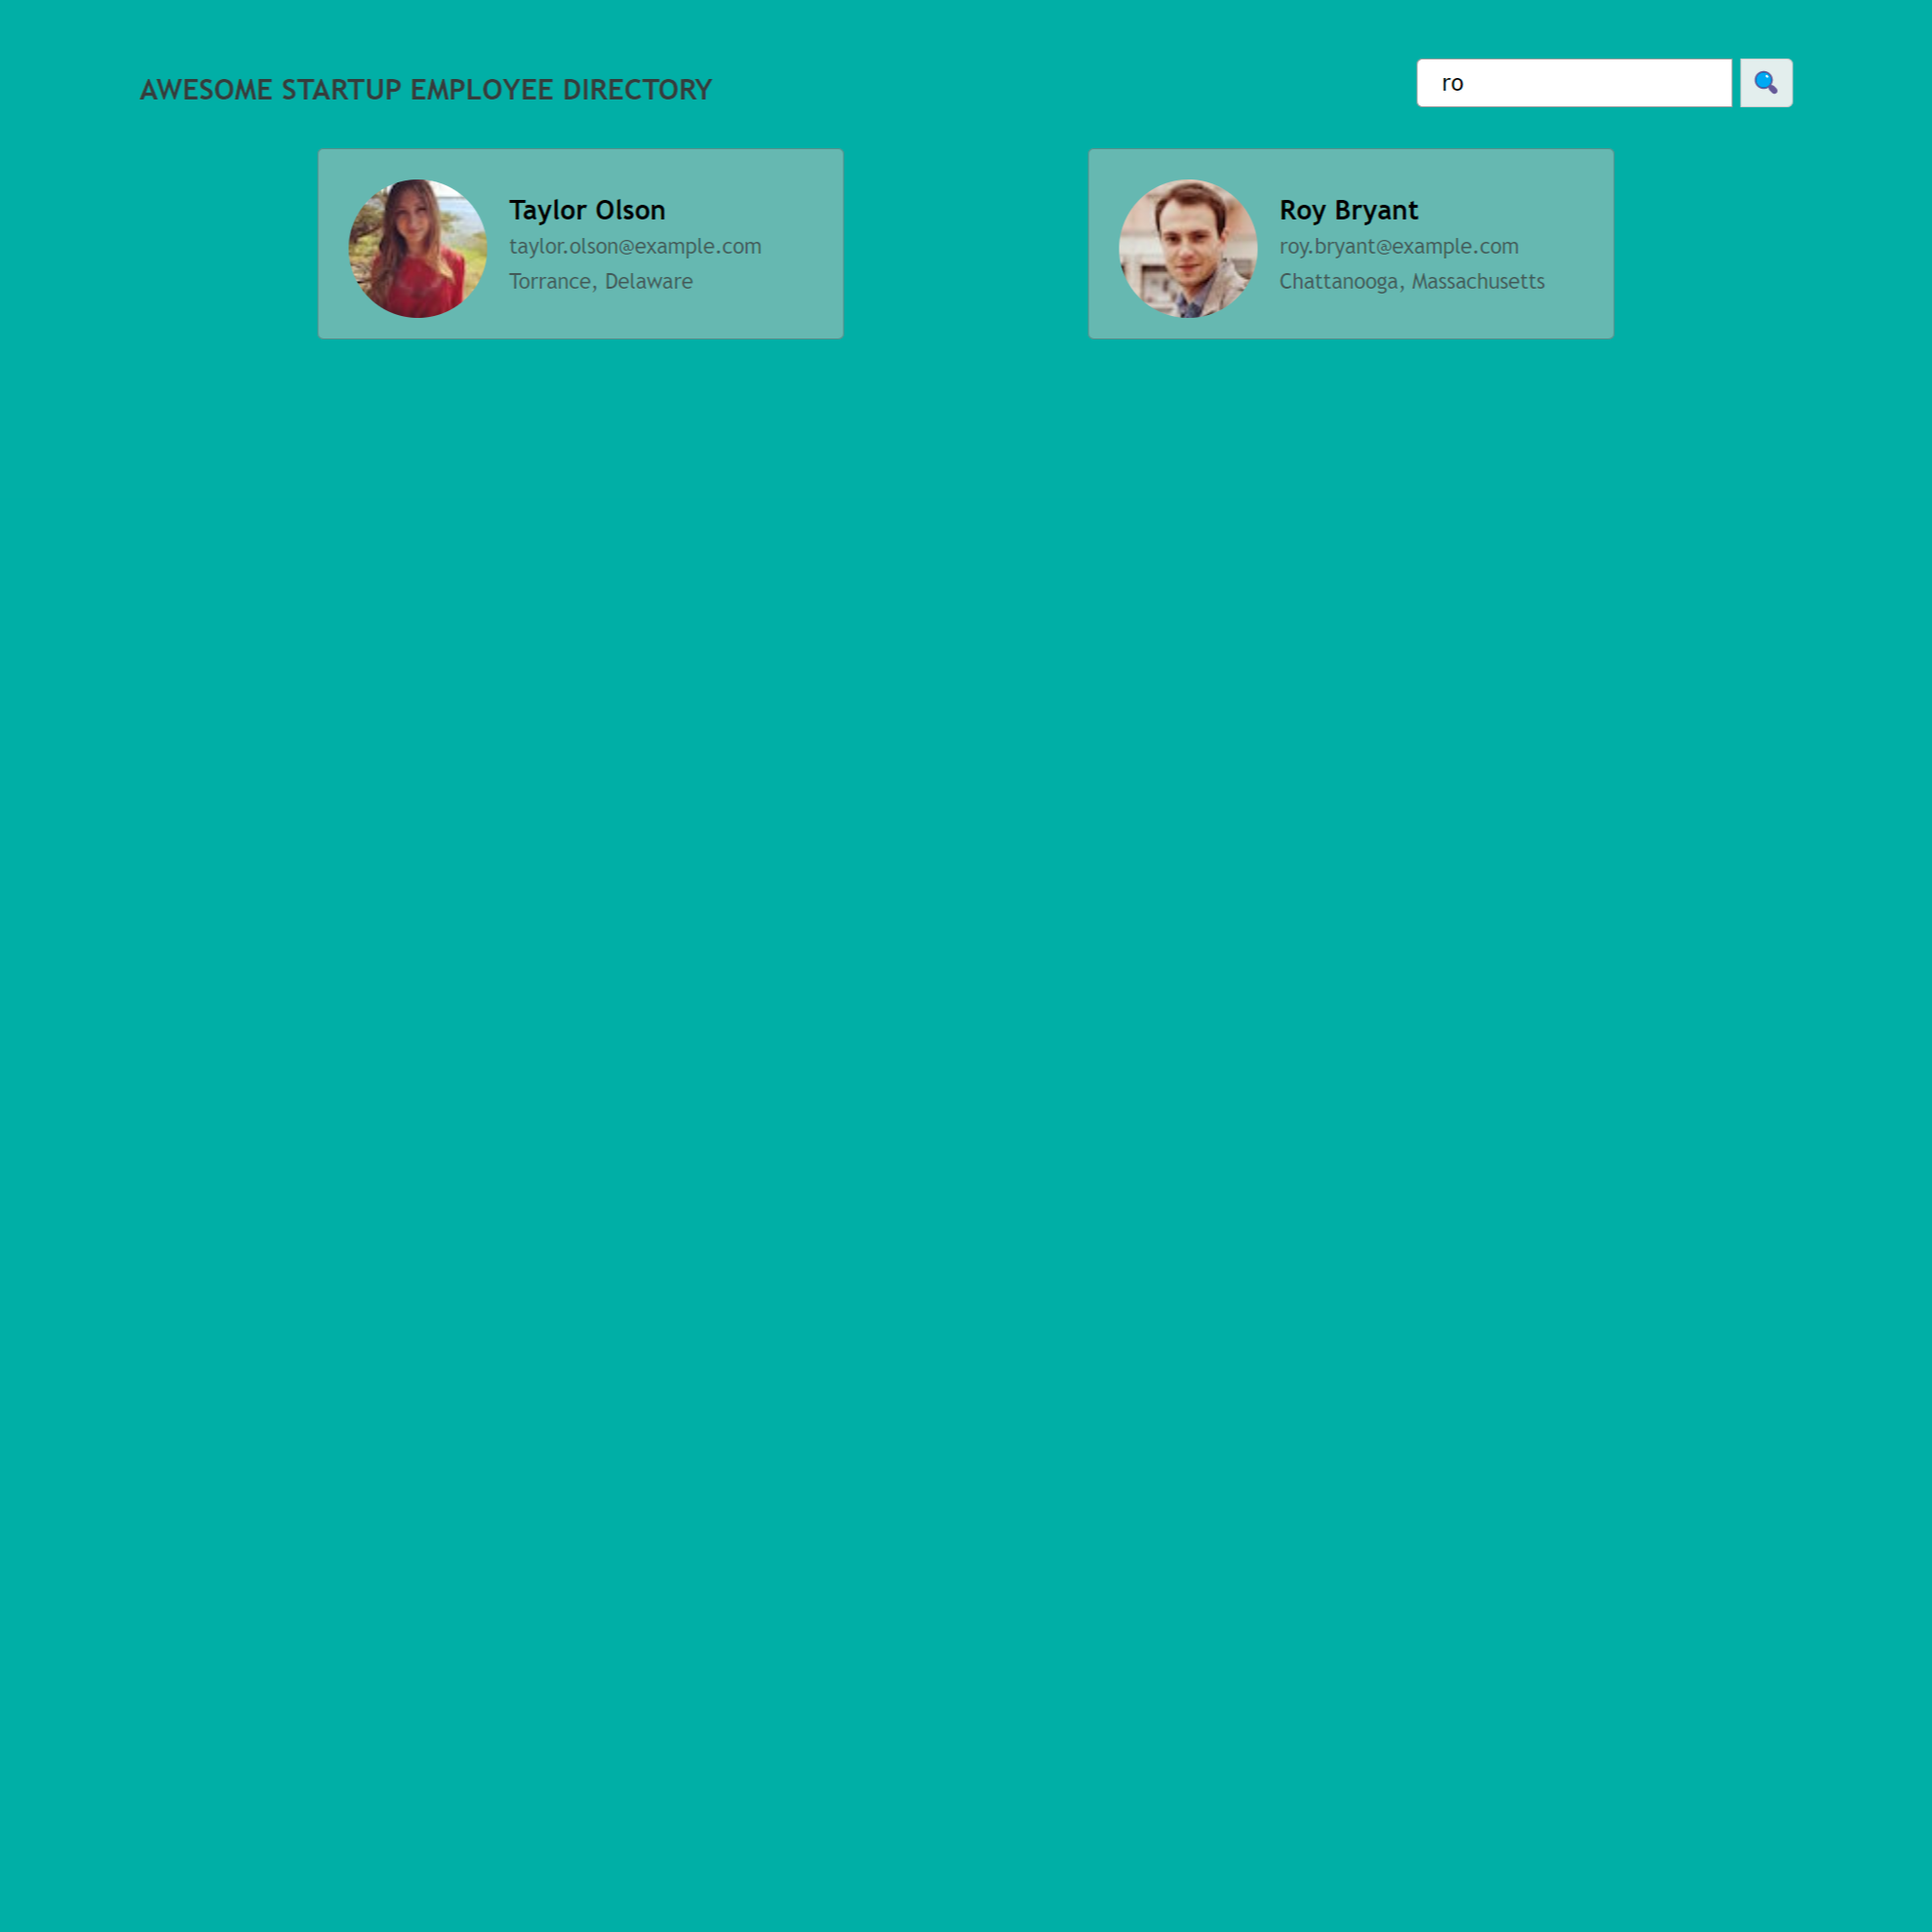 AWESOME STARTUP EMPLOYEE DIRECTORY
ro
Taylor Olson
taylor.olson@example.com
Torrance, Delaware
Roy Bryant
roy.bryant@example.com
Chattanooga, Massachusetts